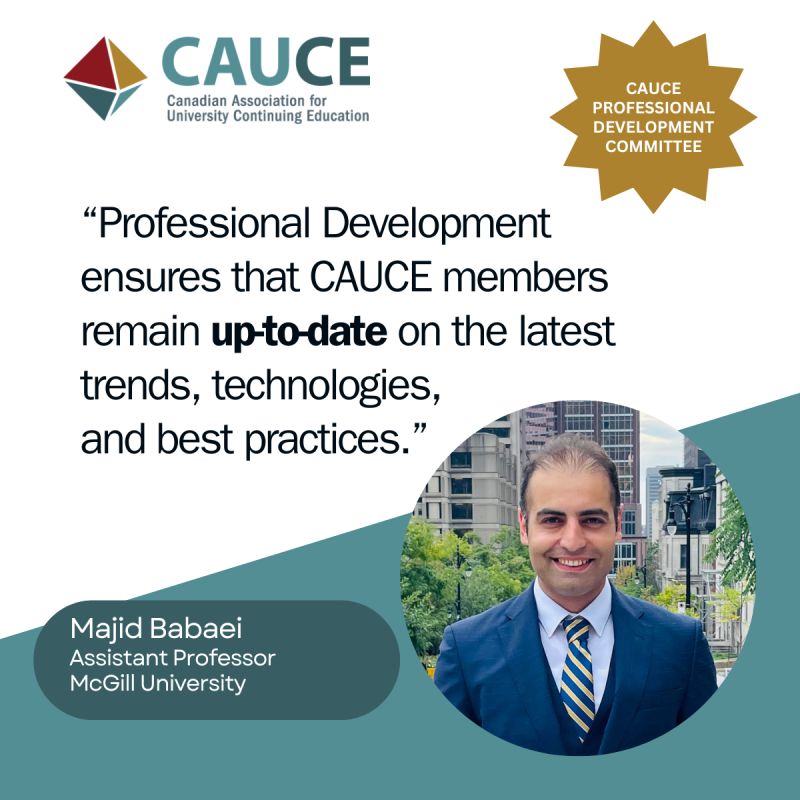 CAUCE
Canadian Association for
University Continuing Education
CAUCE
PROFESSIONAL
DEVELOPMENT
COMMITTEE
“Professional Development
ensures that CAUCE members
remain up-to-date on the latest
trends, technologies,
and best practices.”
Majid Babaei
Assistant Professor
McGill University